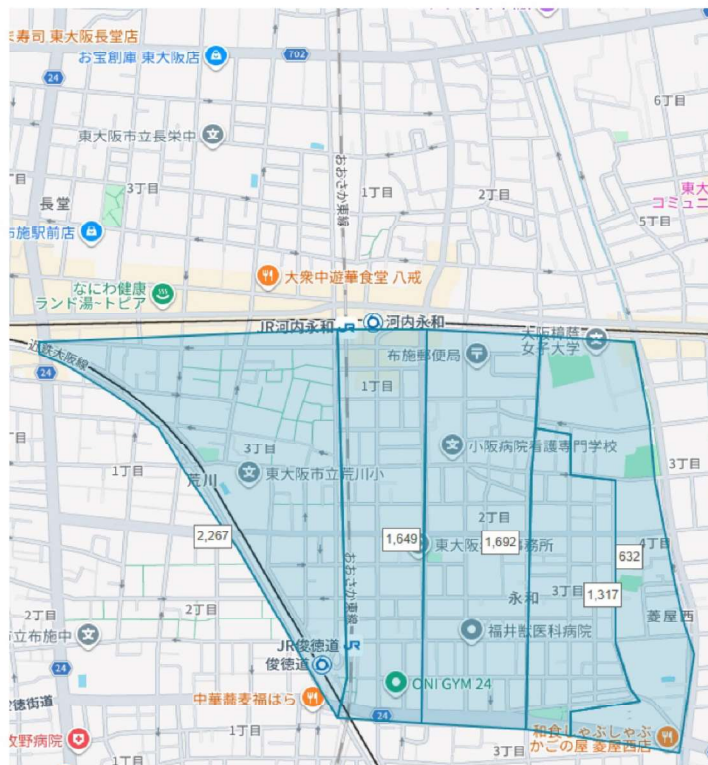 ま寿司 東大阪長堂店
お宝創庫 東大阪店
702
24
6丁目
東大阪市立長栄中
1丁目
3丁目
2丁目
長堂
東大
コミュニ
5丁目
布施駅前店
大衆中遊華食堂 八戒
なにわ健康
ランド湯~トピア
おおさか東線
JR河内永和
河内永和
大阪樟蔭
女子大学
近鉄大阪線
布施郵便局
24
1丁目
小阪病院看護専門学校
3丁目
3丁目
1丁目
東大阪市立荒川小
荒川
2,267
1,649
1,692
2丁目
東大阪
事務所
632
4丁目
おおさか東線
3丁目
1,317
永和
菱屋西
2丁目
2丁目
市立布施中
福井獣医科病院
JR俊徳道
俊徳道
ONI GYM 24
中華蕎麦福はら
俊徳街道
24
和食しゃぶしゃぶ
かごの屋 菱屋西店
牧野病院
1丁目
3丁目
1丁目